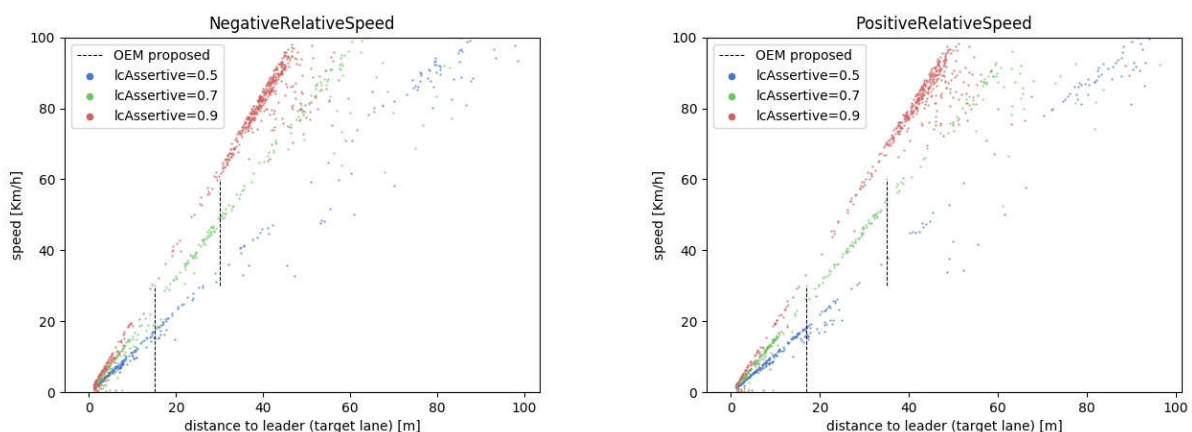 NegativeRelativeSpeed
OEM proposed
lcAssertive=0.5
lcAssertive=0.7
lcAssertive=0.9
100
80
60
40
20
0
speed [Km/h]
0 20 40 60 80 100
distance to leader (target lane) [m]
PositiveRelativeSpeed
OEM proposed
lcAssertive=0.5
lcAssertive=0.7
lcAssertive=0.9
100
80
60
40
20
0
speed [Km/h]
0 20 40 60 80 100
distance to leader (target lane) [m]